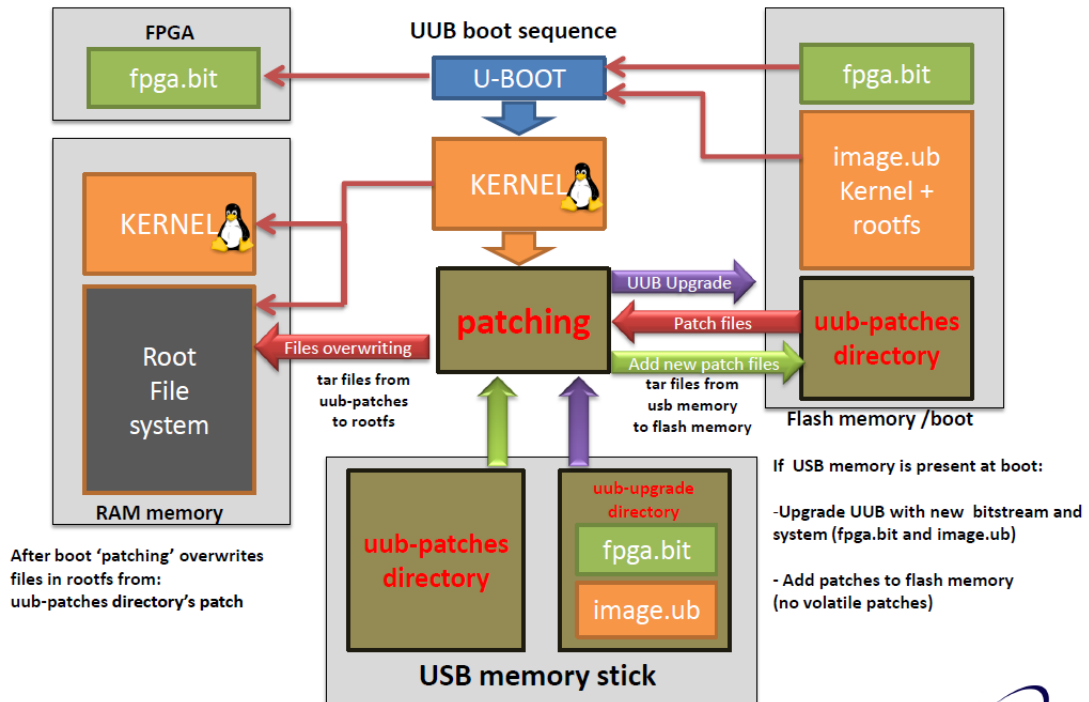 FPGA
fpga.bit
UUB boot sequence
U-BOOT
fpga.bit
image.ub
Kernel +
rootfs
KERNEL
KERNEL
Root
File
system
RAM memory
patching
UUB Upgrade
Patch files
Add new patch files
Files overwriting
tar files from
uub-patches
to rootfs
tar files from
usb memory
to flash memory
uub-patches
directory
Flash memory /boot
If  USB memory is present at boot:
-Upgrade UUB with new  bitstream and
system (fpga.bit and image.ub)
- Add patches to flash memory
(no volatile patches)
After boot ‘patching’ overwrites
files in rootfs from:
uub-patches directory’s patch
uub-patches
directory
uub-upgrade
directory
fpga.bit
image.ub
USB memory stick